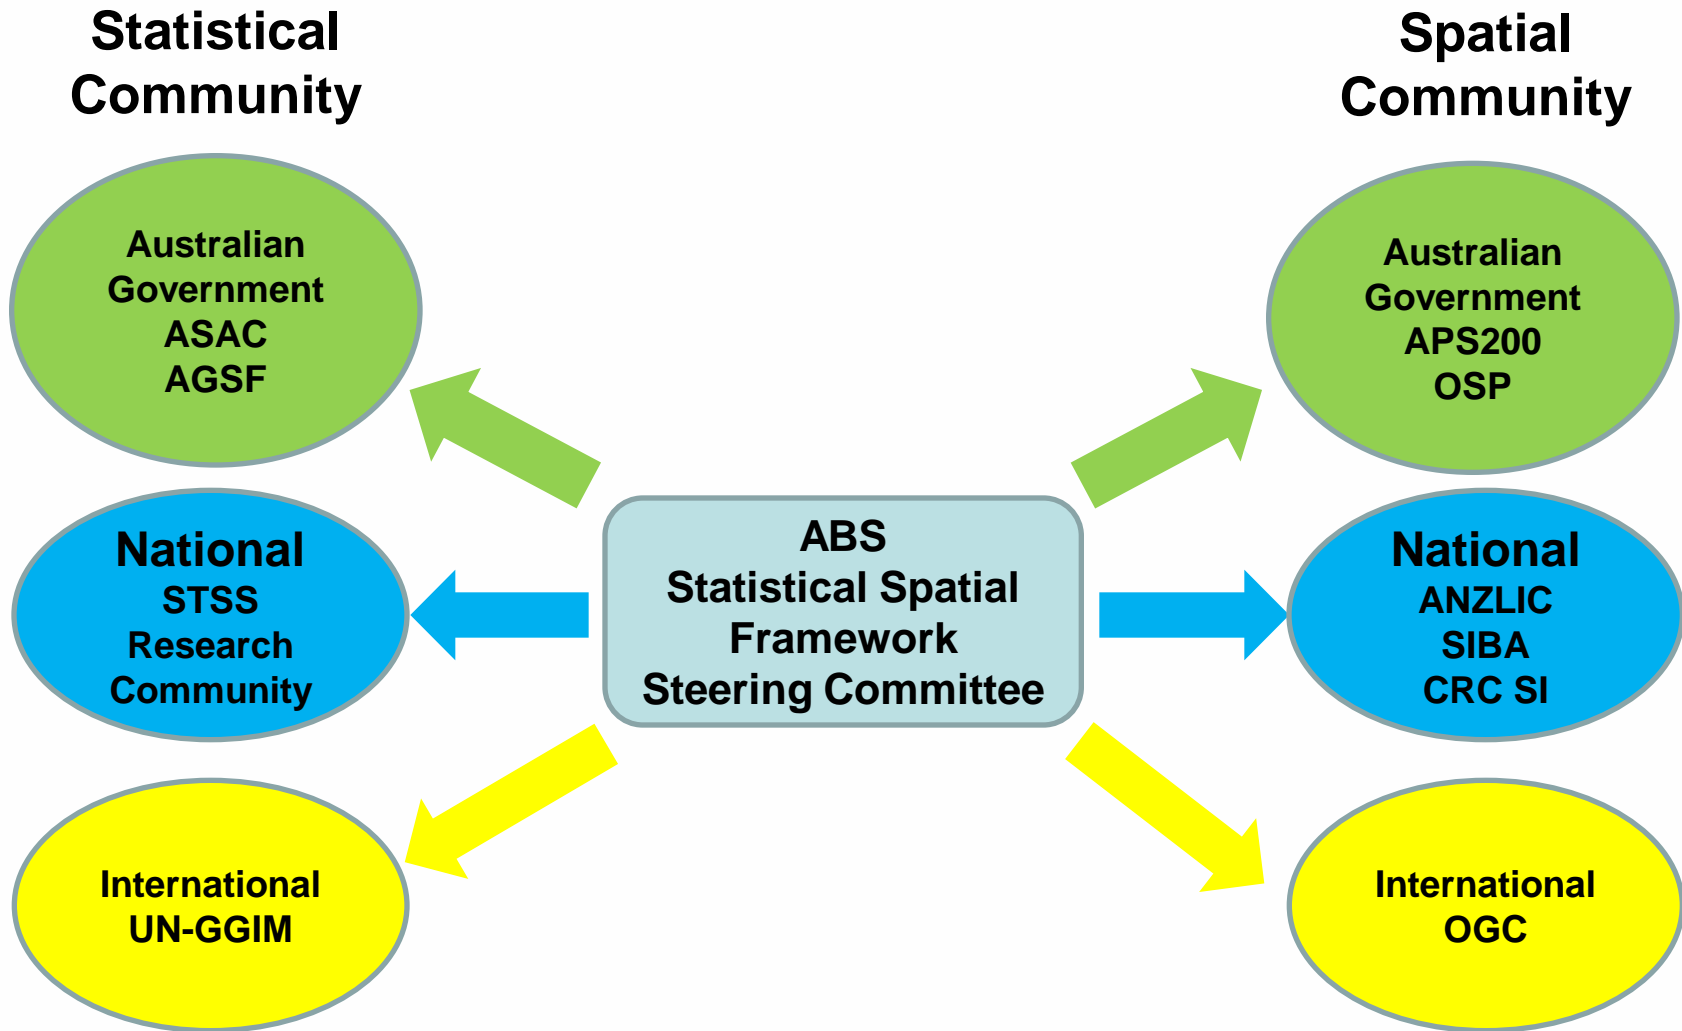 Statistical
Community
Spatial
Community
Australian
Government
ASAC
AGSF
Australian
Government
APS200
OSP
National
STSS
Research
Community
ABS
Statistical Spatial
Framework
Steering Committee
National
ANZLIC
SIBA
CRC SI
International
UN-GGIM
International
OGC